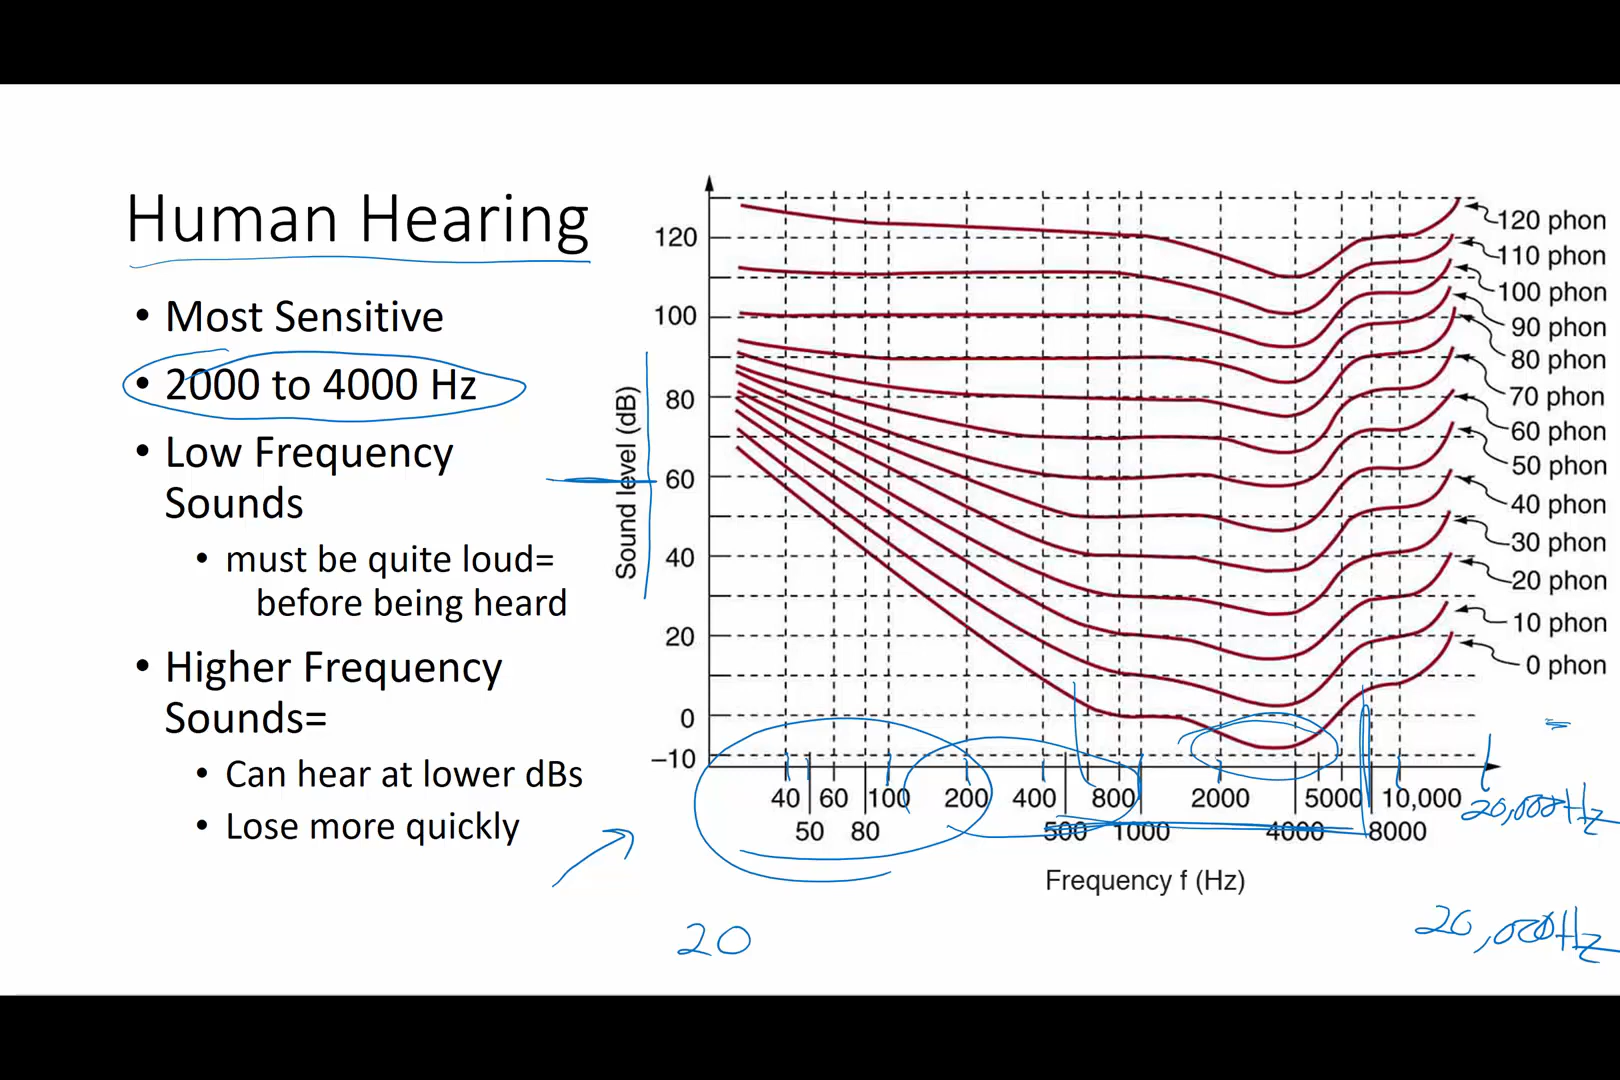 Human Hearing
• Most Sensitive
• 2000 to 4000 Hz
• Low Frequency
Sounds
• must be quite loud=
before being heard
• Higher Frequency
Sounds=
• Can hear at lower dBs
• Lose more quickly
Sound level (dB)
120
100
80
60
40
20
0
−10
120 phon
110 phon
100 phon
90 phon
80 phon
70 phon
60 phon
50 phon
40 phon
30 phon
20 phon
10 phon
0 phon
40 60 100 200 400 800 2000 5000 10,000
50 80 500 1000 4000 8000
Frequency f (Hz)
=
20,000Hz
20
20,000Hz